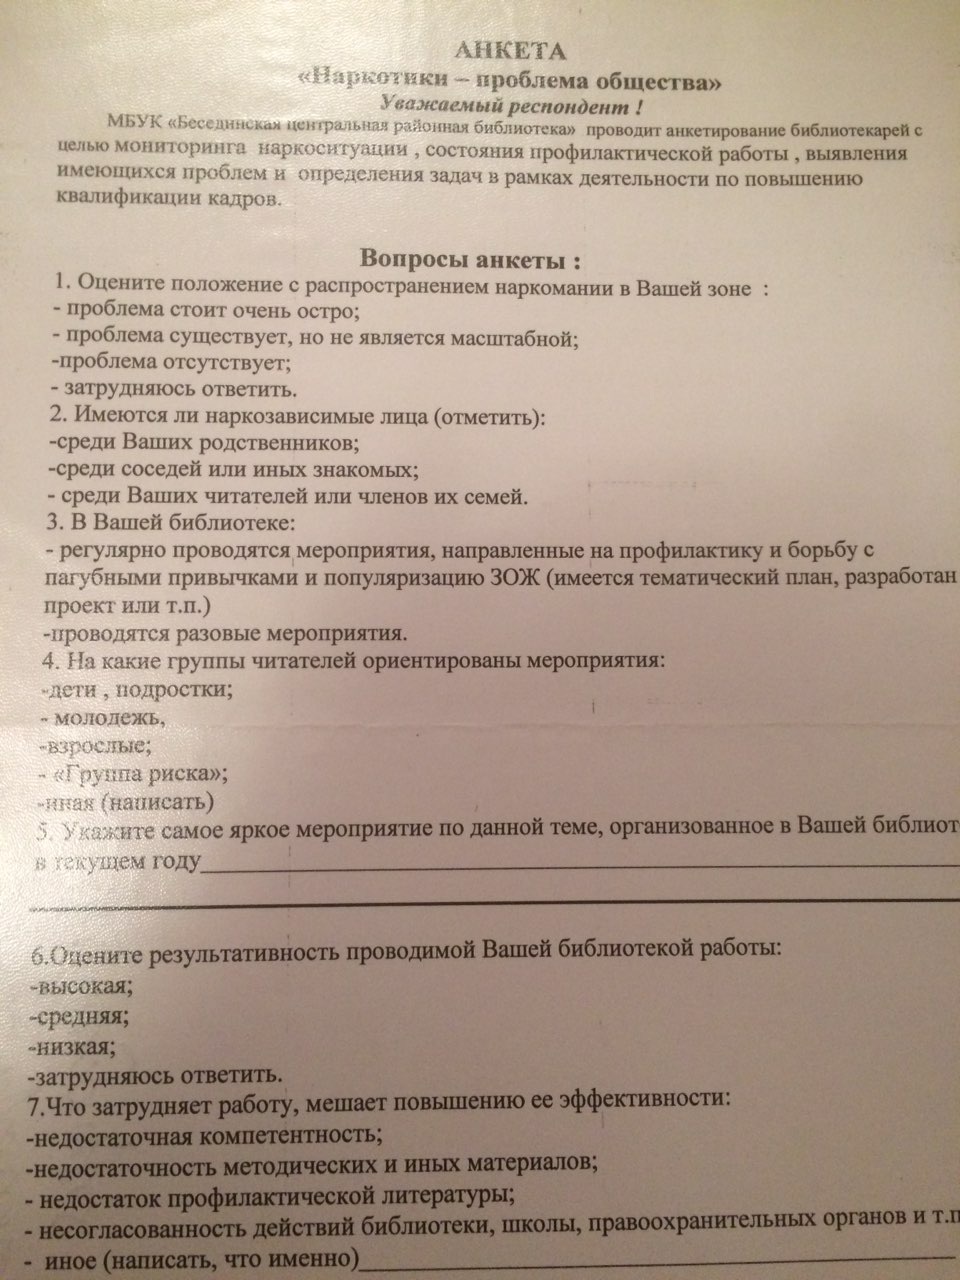 АНКЕТА
«Наркотики – проблема общества»
Уважаемый респондент !
МБУК «Бесединская центральная районная библиотека» проводит анкетирование библиотекарей с
целью мониторинга наркоситуации , состояния профилактической работы , выявления
имеющихся проблем и определения задач в рамках деятельности по повышению
квалификации кадров.
Вопросы анкеты :
1. Оцените положение с распространением наркомании в Вашей зоне :
- проблема стоит очень остро;
- проблема существует, но не является масштабной;
-проблема отсутствует;
- затрудняюсь ответить.
2. Имеются ли наркозависимые лица (отметить):
-среди Ваших родственников;
-среди соседей или иных знакомых;
- среди Ваших читателей или членов их семей.
3. В Вашей библиотеке:
- регулярно проводятся мероприятия, направленные на профилактику и борьбу с
пагубными привычками и популяризацию ЗОЖ (имеется тематический план, разработан
проект или т.п.)
-проводятся разовые мероприятия.
4. На какие группы читателей ориентированы мероприятия:
-дети , подростки;
- молодежь,
-взрослые;
- «Группа риска»;
-иная (написать)
5. Укажите самое яркое мероприятие по данной теме, организованное в Вашей библиот
в текущем году
6.Оцените результативность проводимой Вашей библиотекой работы:
-высокая;
-средняя;
-низкая;
-затрудняюсь ответить.
7.Что затрудняет работу, мешает повышению ее эффективности:
-недостаточная компетентность;
-недостаточность методических и иных материалов;
- недостаток профилактической литературы;
- несогласованность действий библиотеки, школы, правоохранительных органов и т.п
- иное (написать, что именно)